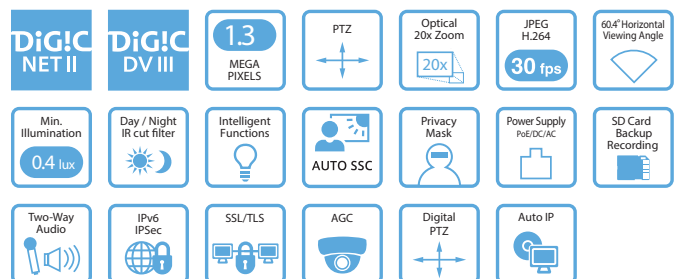 DiG!C
NET II
DiG!C
DV III
1.3
MEGA
PIXELS
PTZ
Optical
20x Zoom
20x
JPEG
H.264
30 fps
60.4° Horizontal
Viewing Angle
Min.
Illumination
0.4 lux
Day / Night
IR cut filter
Intelligent
Functions
AUTO SSC
Privacy
Mask
Power Supply
PoE/DC/AC
SD Card
Backup
Recording
Two-Way
Audio
IPv6
IPSec
SSL/TLS
AGC
Digital
PTZ
Auto IP